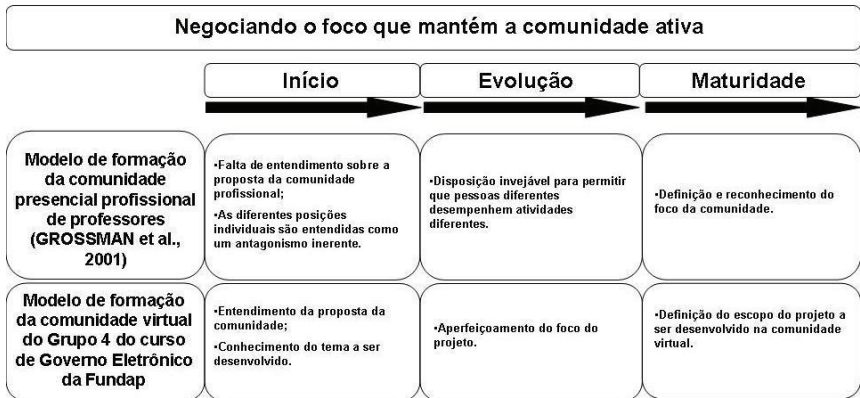 Negociando o foco que mantém a comunidade ativa
Início
Evolução
Maturidade
Modelo de formação
da comunidade
presencial profissional
de professores
(GROSSMAN et al.,
2001)
•Falta de entendimento sobre a
proposta da comunidade
profissional;
•As diferentes posições
individuais são entendidas como
um antagonismo inerente.
•Disposição invejável para permitir
que pessoas diferentes
desempenhem atividades
diferentes.
•Definição e reconhecimento do
foco da comunidade.
Modelo de formação
da comunidade virtual
do Grupo 4 do curso
de Governo Eletrônico
da Fundap
•Entendimento da proposta da
comunidade;
•Conhecimento do tema a ser
desenvolvido.
•Aperfeiçoamento do foco do
projeto.
•Definição do escopo do projeto a
ser desenvolvido na comunidade
virtual.